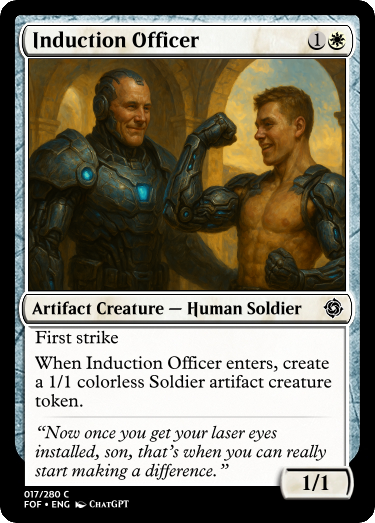 Induction Officer 1
Artifact Creature — Human Soldier
First strike
When Induction Officer enters, create
a 1/1 colorless Soldier artifact creature
token.
“Now once you get your laser eyes
installed, son, that’s when you can really
start making a difference.”
1/1
017/280 C
FOF • ENG ChatGPT